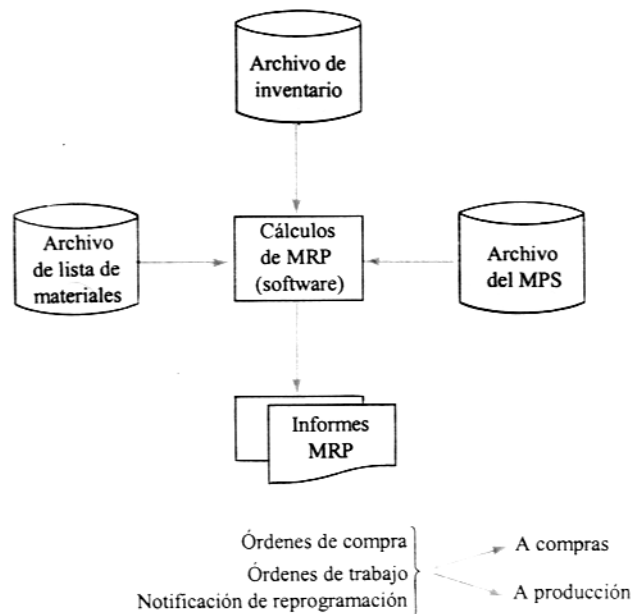 Archivo de
inventario
Archivo
de lista de
materiales
Cálculos
de MRP
(software)
Archivo
del MPS
Informes
MRP
Órdenes de compra
Órdenes de trabajo
Notificación de reprogramación
A compras
A producción